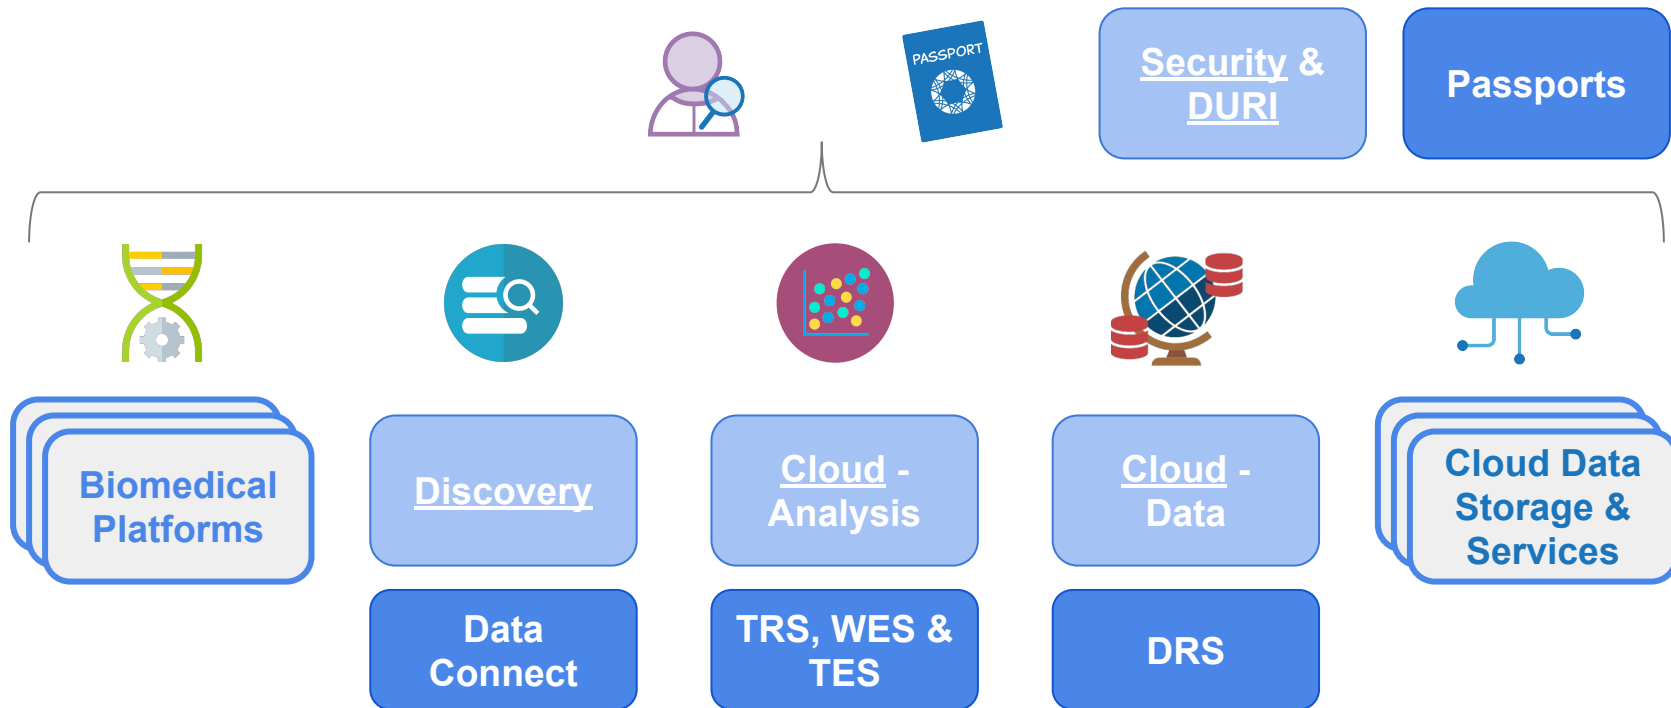 PASSPORT
Security &
DURI
Passports
Biomedical
Platforms
Discovery
Cloud -
Analysis
Cloud -
Data
Cloud Data
Storage &
Services
Data
Connect
TRS, WES &
TES
DRS